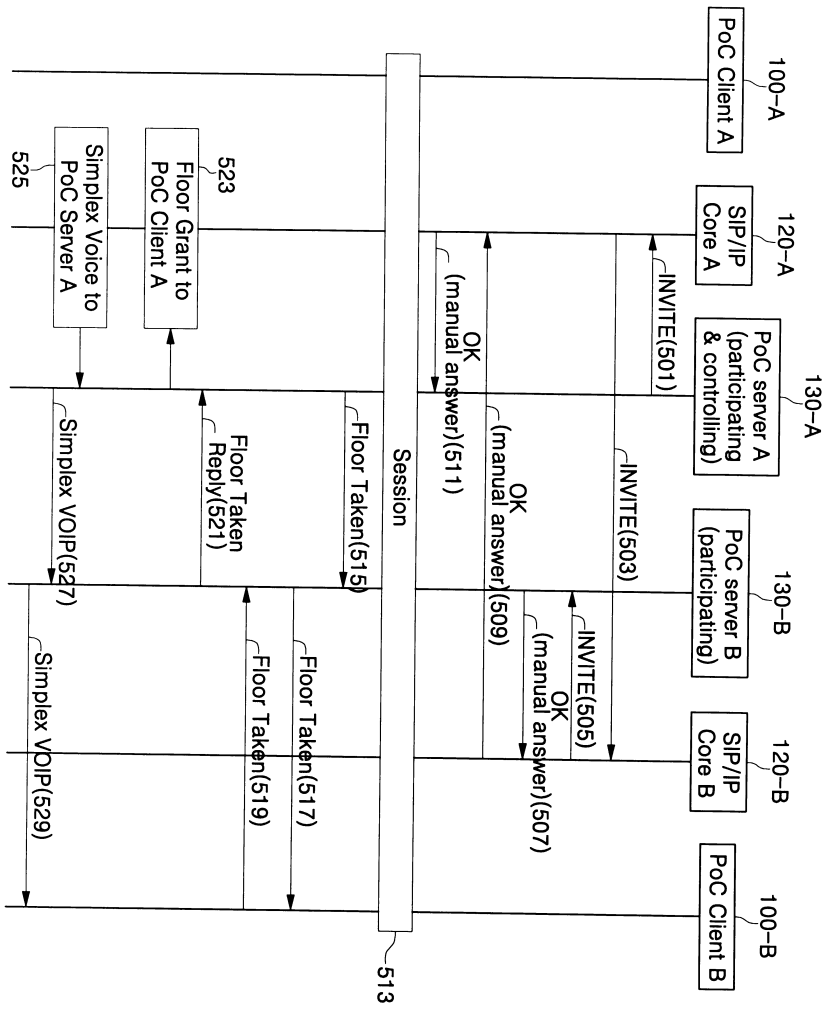 100-A
120-A
130-A
130-B
120-B
100-B
PoC Client A
SIP/IP
Core A
PoC server A
(participating
& controlling)
PoC server B
(participating)
SIP/IP
Core B
PoC Client B
INVITE(501)
INVITE(503)
INVITE(505)
OK
(manual answer)(507)
OK
(manual answer)(509)
OK
(manual answer)(511)
Session
513
Floor Taken(515)
Floor Taken(517)
Floor Taken(519)
Floor Taken
Reply(521)
523
Floor Grant to
PoC Client A
Simplex Voice to
PoC Server A
525
Simplex VOIP(527)
Simplex VOIP(529)